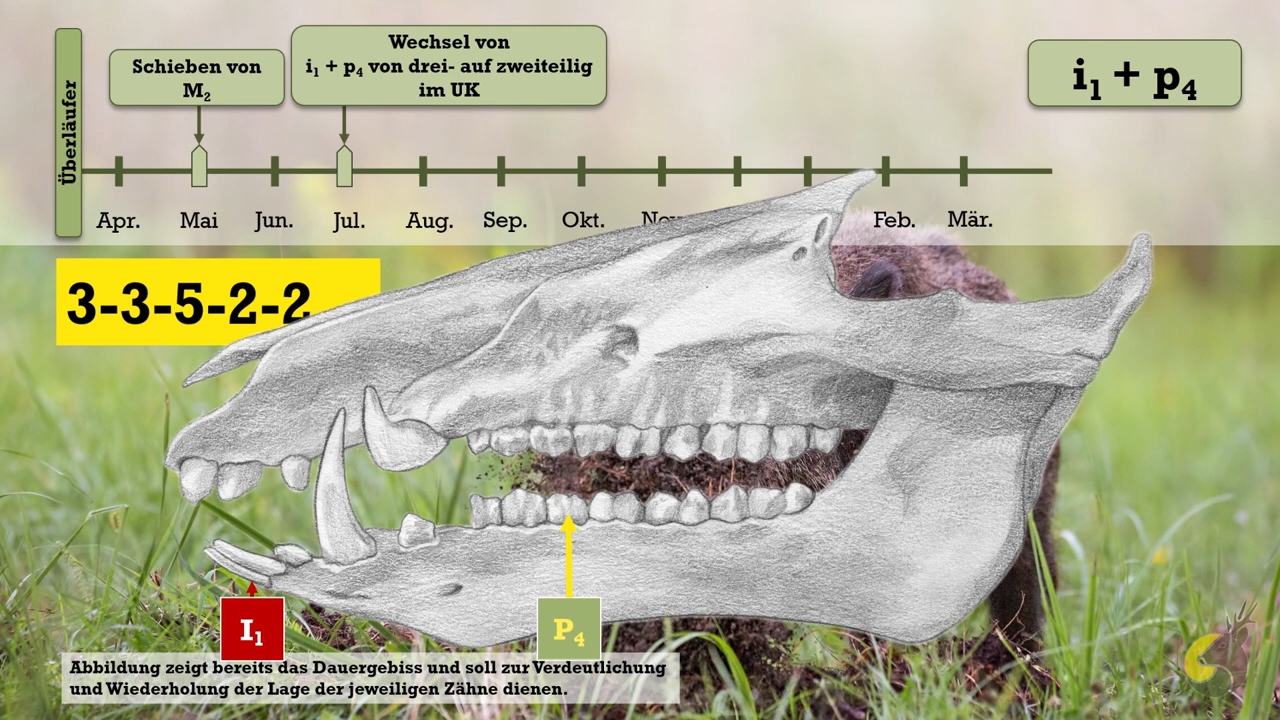 Überläufer
Schieben von
M₂
Wechsel von
i₁ + p₄ von drei- auf zweiteilig
im UK
i₁ + p₄
Apr. Mai Jun. Jul. Aug. Sep. Okt. Feb. Mär.
3-3-5-2-2
I₁
P₄
Abbildung zeigt bereits das Dauergebiss und soll zur Verdeutlichung
und Wiederholung der Lage der jeweiligen Zähne dienen.